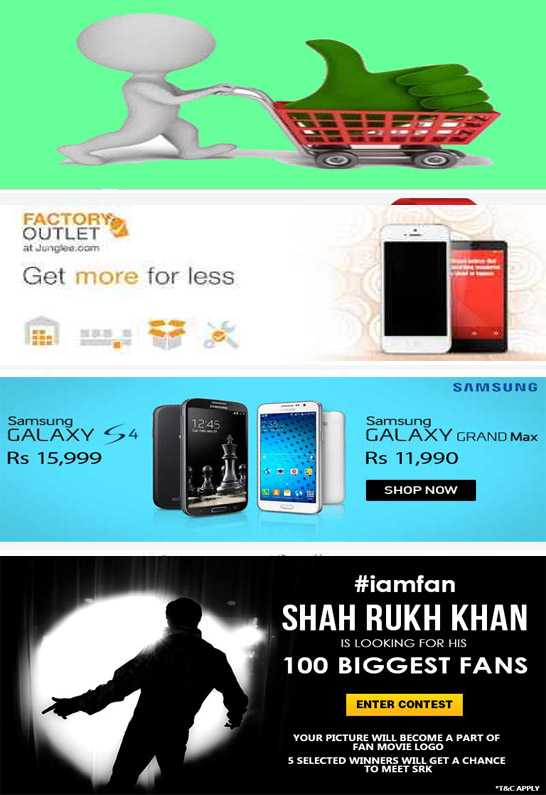 FACTORY
OUTLET
at Junglee.com
Get more for less
SAMSUNG
Samsung
GALAXY S4
Rs 15,999
12:45
Samsung
GALAXY GRAND Max
Rs 11,990
SHOP NOW
#iamfan
SHAH RUKH KHAN
IS LOOKING FOR HIS
100 BIGGEST FANS
ENTER CONTEST
YOUR PICTURE WILL BECOME A PART OF
FAN MOVIE LOGO
5 SELECTED WINNERS WILL GET A CHANCE
TO MEET SRK
*T&C APPLY